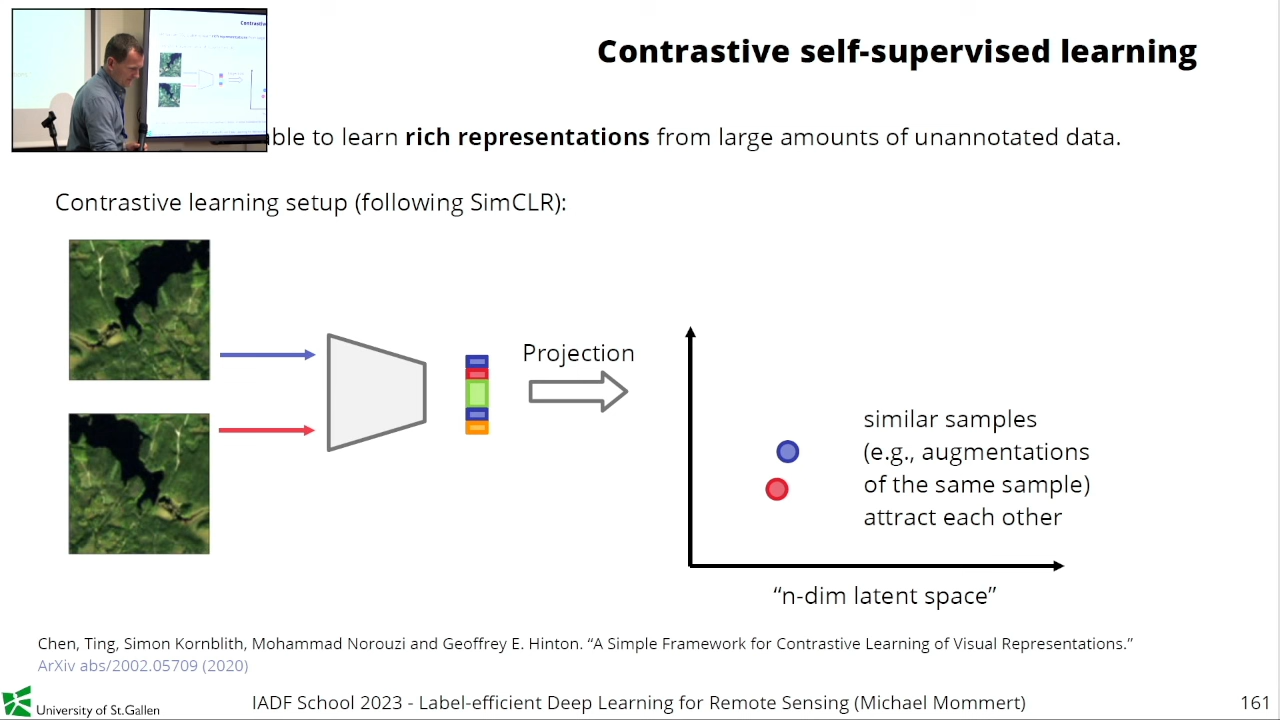 Contrastive self-supervised learning
able to learn rich representations from large amounts of unannotated data.
Contrastive learning setup (following SimCLR):
Projection
similar samples
(e.g., augmentations
of the same sample)
attract each other
“n-dim latent space”
Chen, Ting, Simon Kornblith, Mohammad Norouzi and Geoffrey E. Hinton. “A Simple Framework for Contrastive Learning of Visual Representations.”
ArXiv abs/2002.05709 (2020)
University of St.Gallen
IADF School 2023 - Label-efficient Deep Learning for Remote Sensing (Michael Mommert)
161